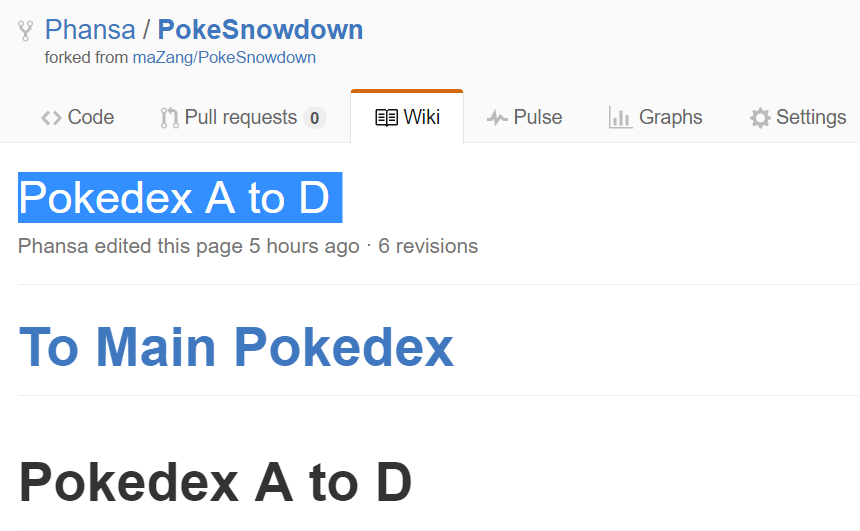 Phansa / PokeSnowdown
forked from maZang/PokeSnowdown
Code Pull requests 0 Wiki Pulse Graphs Settings
Pokedex A to D
Phansa edited this page 5 hours ago · 6 revisions
To Main Pokedex
Pokedex A to D